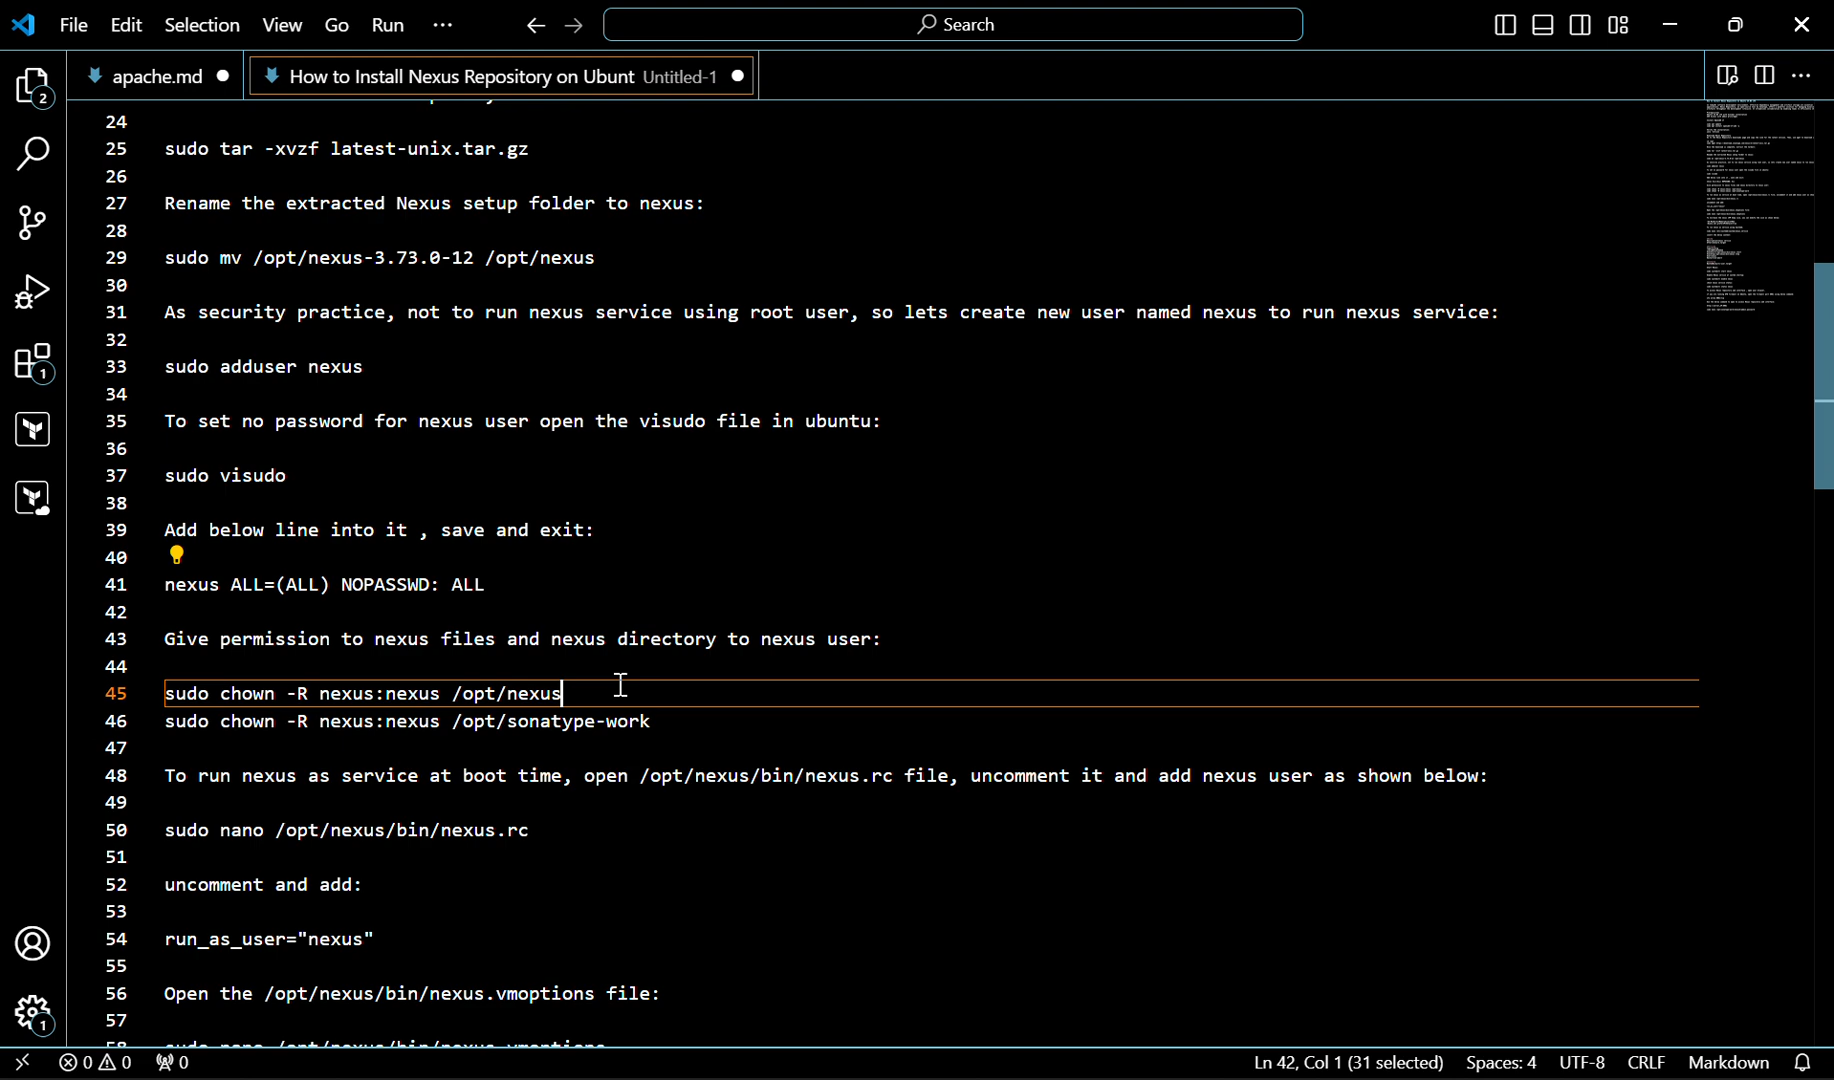 File Edit Selection View Go Run ··· Search
apache.md How to Install Nexus Repository on Ubunt Untitled-1
24
25 sudo tar -xvzf latest-unix.tar.gz
26
27 Rename the extracted Nexus setup folder to nexus:
28
29 sudo mv /opt/nexus-3.73.0-12 /opt/nexus
30
31 As security practice, not to run nexus service using root user, so lets create new user named nexus to run nexus service:
32
33 sudo adduser nexus
34
35 To set no password for nexus user open the visudo file in ubuntu:
36
37 sudo visudo
38
39 Add below line into it , save and exit:
40
41 nexus ALL=(ALL) NOPASSWD: ALL
42
43 Give permission to nexus files and nexus directory to nexus user:
44
45 sudo chown -R nexus:nexus /opt/nexus
46 sudo chown -R nexus:nexus /opt/sonatype-work
47
48 To run nexus as service at boot time, open /opt/nexus/bin/nexus.rc file, uncomment it and add nexus user as shown below:
49
50 sudo nano /opt/nexus/bin/nexus.rc
51
52 uncomment and add:
53
54 run_as_user="nexus"
55
56 Open the /opt/nexus/bin/nexus.vmoptions file:
57
58 sudo nano /opt/nexus/bin/nexus.vmoptions
2
1
1
0 0 0 Ln 42, Col 1 (31 selected) Spaces: 4 UTF-8 CRLF Markdown